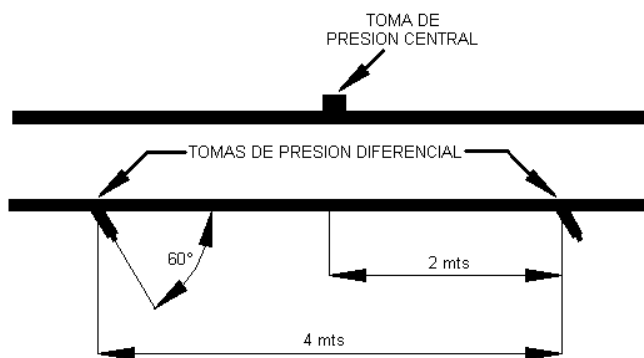 TOMA DE
PRESION CENTRAL
TOMAS DE PRESION DIFERENCIAL
60°
2 mts
4 mts